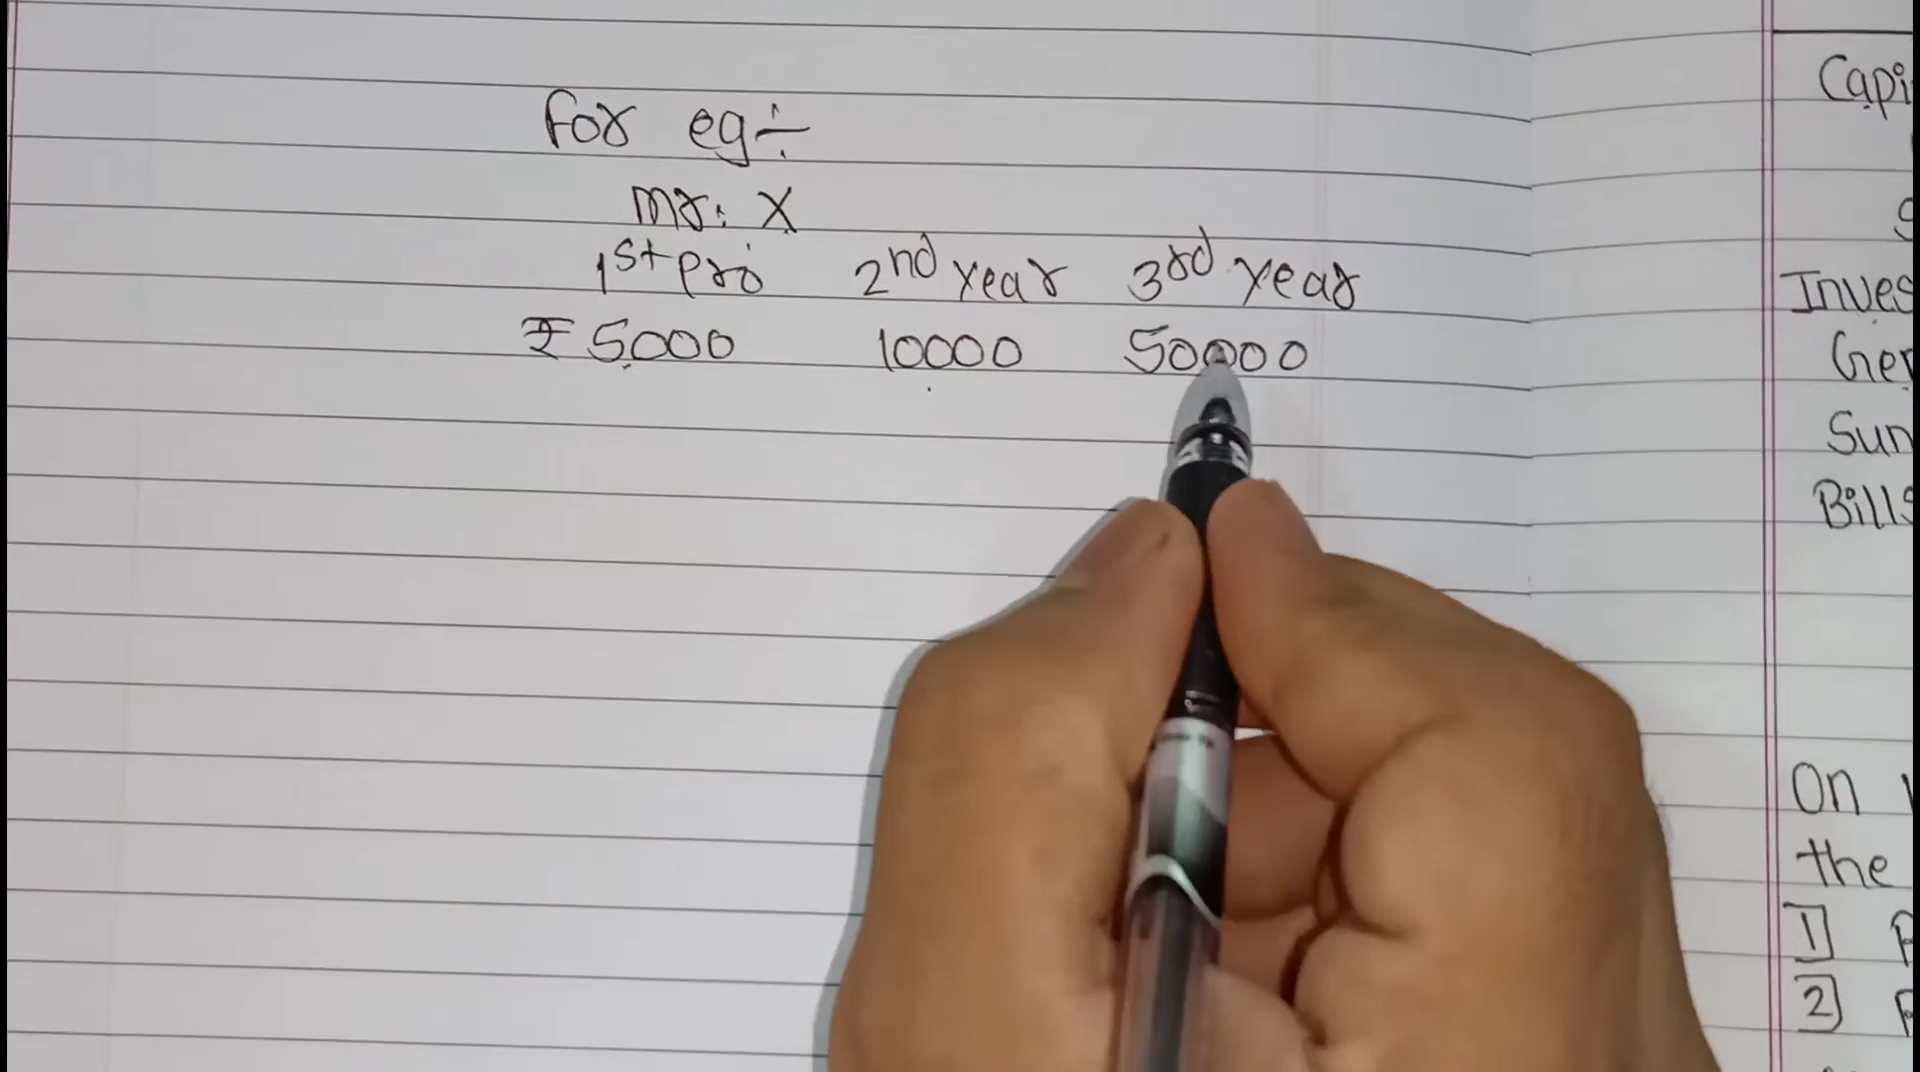 For eg:-
Mr. X
1st pro 2nd year 3rd year
₹ 5000 10000 50000
Capi
Inves
Gen
Sun
Bills
On
the
1]
2]